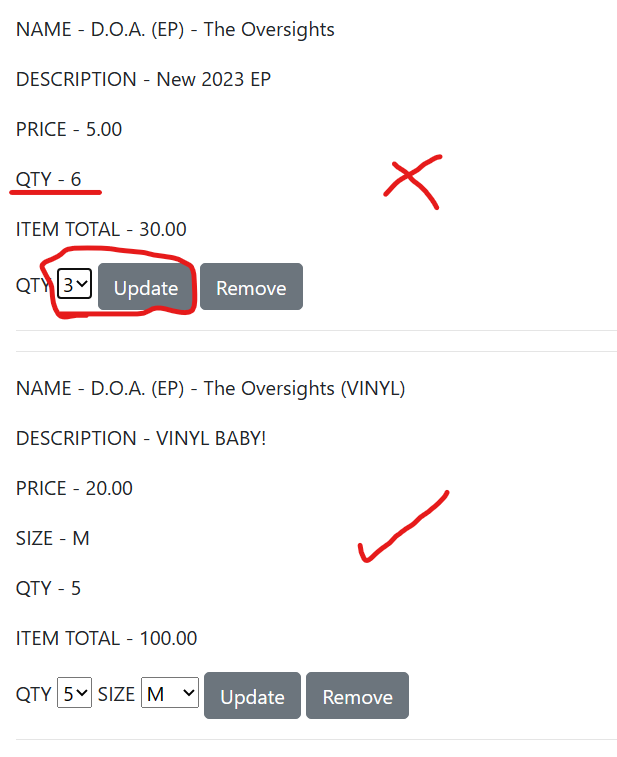 NAME - D.O.A. (EP) - The Oversights
DESCRIPTION - New 2023 EP
PRICE - 5.00
QTY - 6
ITEM TOTAL - 30.00
QTY 3 Update Remove
NAME - D.O.A. (EP) - The Oversights (VINYL)
DESCRIPTION - VINYL BABY!
PRICE - 20.00
SIZE - M
QTY - 5
ITEM TOTAL - 100.00
QTY 5 SIZE M Update Remove